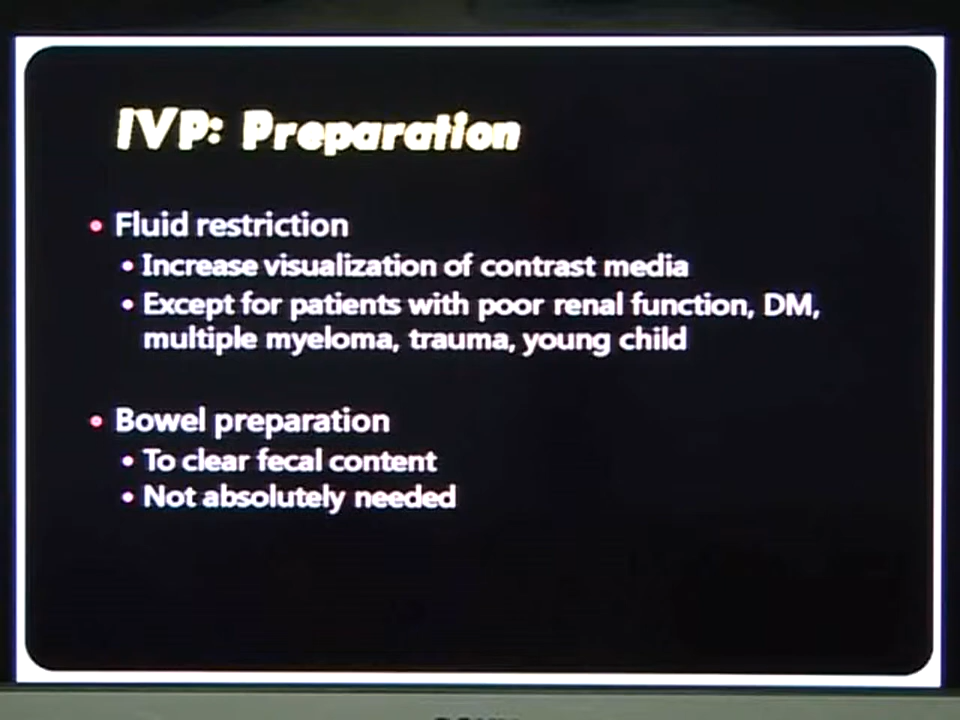 IVP: Preparation
• Fluid restriction
• Increase visualization of contrast media
• Except for patients with poor renal function, DM,
multiple myeloma, trauma, young child
• Bowel preparation
• To clear fecal content
• Not absolutely needed